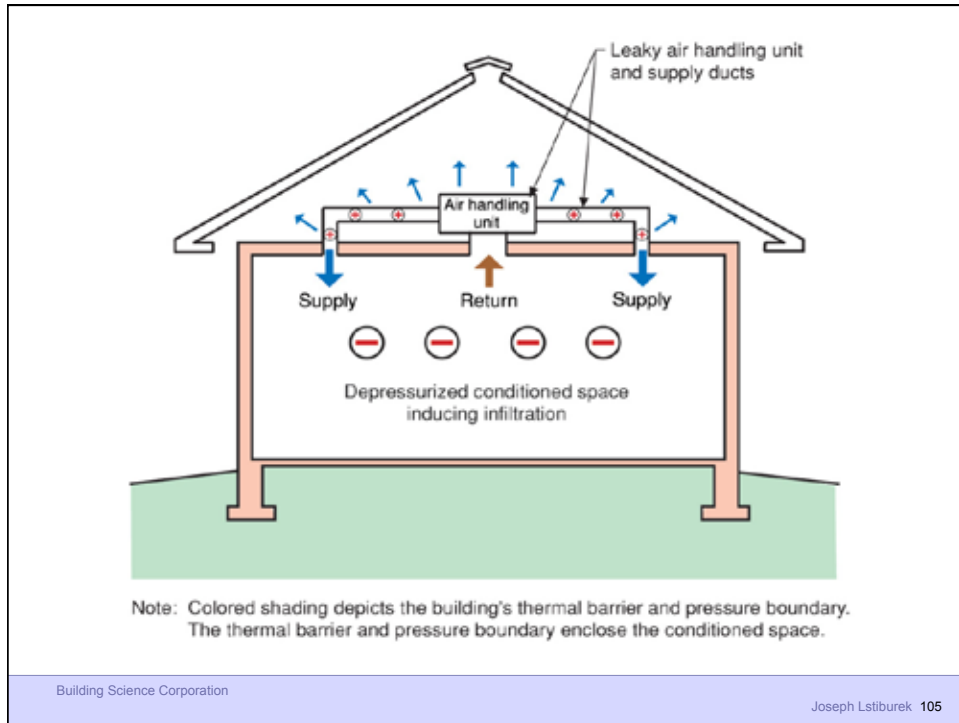 Leaky air handling unit
and supply ducts
Air handling
unit
Supply
Return
Supply
Depressurized conditioned space
inducing infiltration
Note: Colored shading depicts the building's thermal barrier and pressure boundary.
The thermal barrier and pressure boundary enclose the conditioned space.
Building Science Corporation
Joseph Lstiburek 105